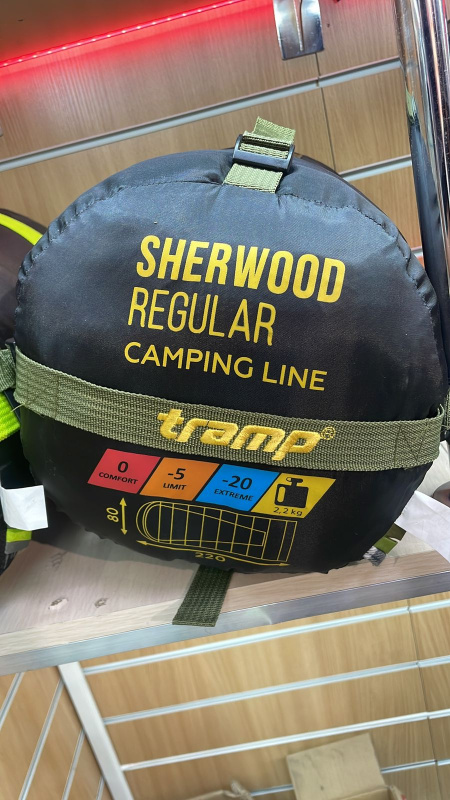 SHERWOOD
REGULAR
CAMPING LINE
tramp®
0 -5 -20
COMFORT LIMIT EXTREME
2,2 kg
80
220